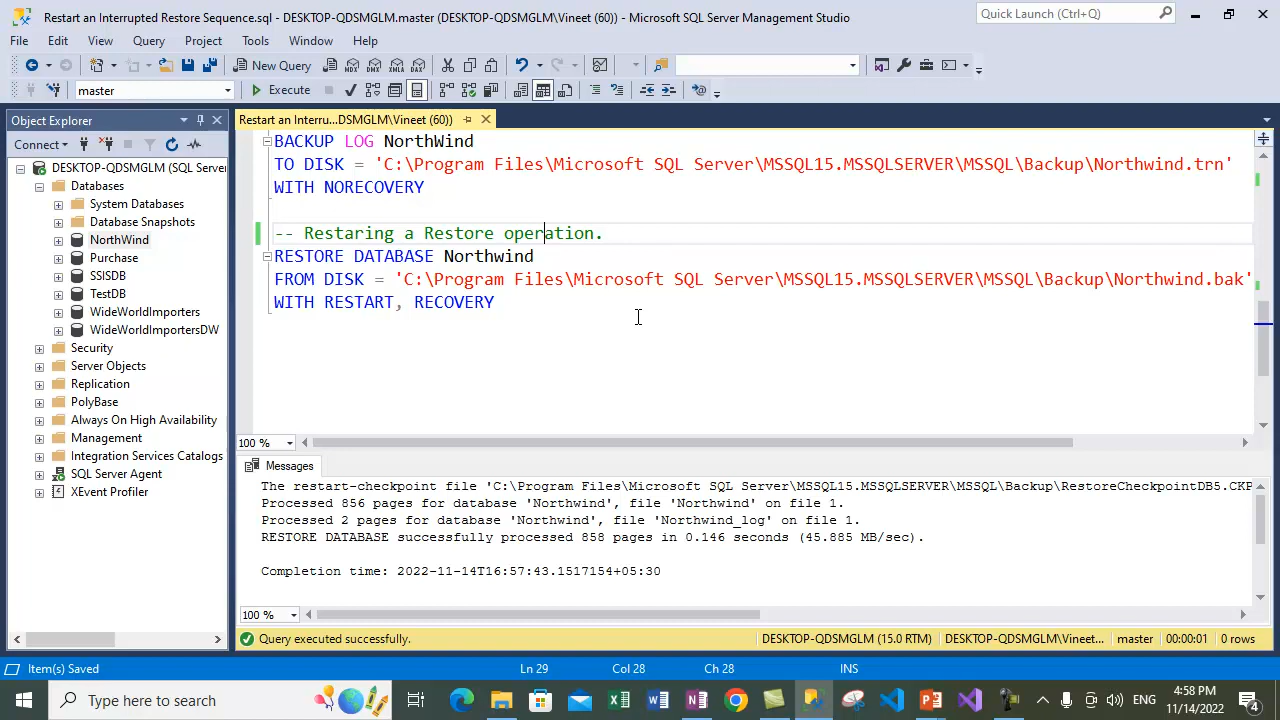 Restart an Interrupted Restore Sequence.sql - DESKTOP-QDSMGLM.master (DESKTOP-QDSMGLM\Vineet (60)) - Microsoft SQL Server Management Studio
Quick Launch (Ctrl+Q)
File Edit View Query Project Tools Window Help
New Query
MDX DMX XMLA DAX
master
Execute
Object Explorer
Restart an Interru...DSMGLM\Vineet (60))
Connect
DESKTOP-QDSMGLM (SQL Server
Databases
System Databases
Database Snapshots
NorthWind
Purchase
SSISDB
TestDB
WideWorldImporters
WideWorldImportersDW
Security
Server Objects
Replication
PolyBase
Always On High Availability
Management
Integration Services Catalogs
SQL Server Agent
XEvent Profiler
BACKUP LOG NorthWind
TO DISK = 'C:\Program Files\Microsoft SQL Server\MSSQL15.MSSQLSERVER\MSSQL\Backup\Northwind.trn'
WITH NORECOVERY
-- Restaring a Restore operation.
RESTORE DATABASE Northwind
FROM DISK = 'C:\Program Files\Microsoft SQL Server\MSSQL15.MSSQLSERVER\MSSQL\Backup\Northwind.bak'
WITH RESTART, RECOVERY
100 %
Messages
The restart-checkpoint file 'C:\Program Files\Microsoft SQL Server\MSSQL15.MSSQLSERVER\MSSQL\Backup\RestoreCheckpointDB5.CKP
Processed 856 pages for database 'Northwind', file 'Northwind' on file 1.
Processed 2 pages for database 'Northwind', file 'Northwind_log' on file 1.
RESTORE DATABASE successfully processed 858 pages in 0.146 seconds (45.885 MB/sec).
Completion time: 2022-11-14T16:57:43.1517154+05:30
100 %
Query executed successfully. DESKTOP-QDSMGLM (15.0 RTM) DESKTOP-QDSMGLM\Vineet... master 00:00:01 0 rows
Item(s) Saved Ln 29 Col 28 Ch 28 INS
Type here to search
ENG
4:58 PM
11/14/2022
4